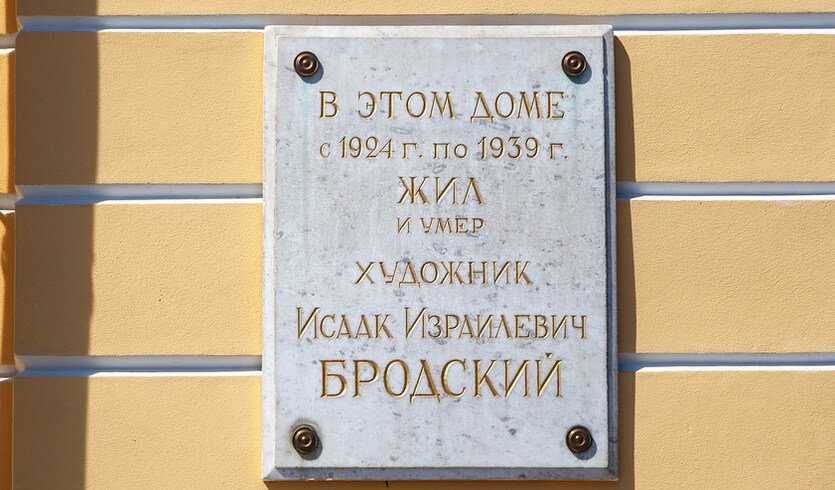 В ЭТОМ ДОМЕ
с 1924 г. по 1939 г.
ЖИЛ
И УМЕР
ХУДОЖНИК
ИСААК ИЗРАИЛЕВИЧ
БРОДСКИЙ